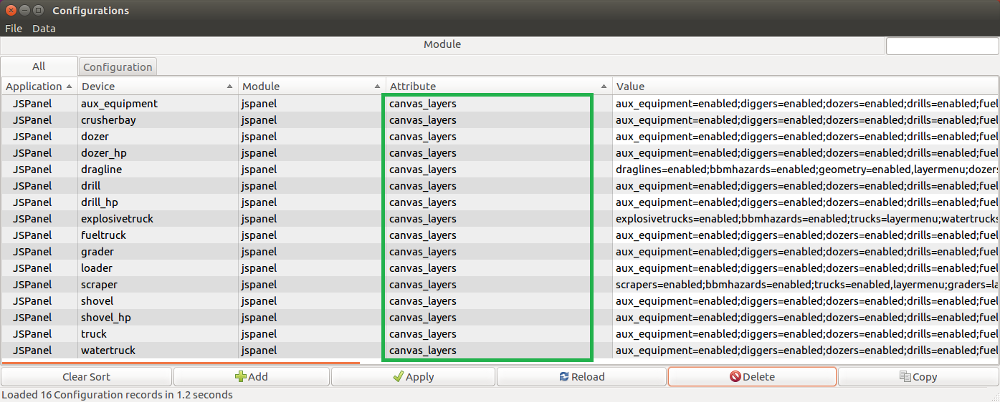 Configurations
File Data
Module
All Configuration
Application Device Module Attribute Value
JSPanel aux_equipment jspanel canvas_layers aux_equipment=enabled;diggers=enabled;dozers=enabled;drills=enabled;fuel
JSPanel crusherbay jspanel canvas_layers aux_equipment=enabled;diggers=enabled;dozers=enabled;drills=enabled;fuel
JSPanel dozer jspanel canvas_layers aux_equipment=enabled;diggers=enabled;dozers=enabled;drills=enabled;fuel
JSPanel dozer_hp jspanel canvas_layers aux_equipment=enabled;diggers=enabled;dozers=enabled;drills=enabled;fuel
JSPanel dragline jspanel canvas_layers draglines=enabled;bbmhazards=enabled;geometry=enabled,layermenu;dozers
JSPanel drill jspanel canvas_layers aux_equipment=enabled;diggers=enabled;dozers=enabled;drills=enabled;fuel
JSPanel drill_hp jspanel canvas_layers aux_equipment=enabled;diggers=enabled;dozers=enabled;drills=enabled;fuel
JSPanel explosivetruck jspanel canvas_layers explosivetrucks=enabled;bbmhazards=enabled;trucks=layermenu;watertrucks
JSPanel fueltruck jspanel canvas_layers aux_equipment=enabled;diggers=enabled;dozers=enabled;drills=enabled;fuel
JSPanel grader jspanel canvas_layers aux_equipment=enabled;diggers=enabled;dozers=enabled;drills=enabled;fuel
JSPanel loader jspanel canvas_layers aux_equipment=enabled;diggers=enabled;dozers=enabled;drills=enabled;fuel
JSPanel scraper jspanel canvas_layers scrapers=enabled;bbmhazards=enabled;trucks=enabled,layermenu;graders=la
JSPanel shovel jspanel canvas_layers aux_equipment=enabled;diggers=enabled;dozers=enabled;drills=enabled;fuel
JSPanel shovel_hp jspanel canvas_layers aux_equipment=enabled;diggers=enabled;dozers=enabled;drills=enabled;fuel
JSPanel truck jspanel canvas_layers aux_equipment=enabled;diggers=enabled;dozers=enabled;drills=enabled;fuel
JSPanel watertruck jspanel canvas_layers aux_equipment=enabled;diggers=enabled;dozers=enabled;drills=enabled;fuel
Clear Sort Add Apply Reload Delete Copy
Loaded 16 Configuration records in 1.2 seconds